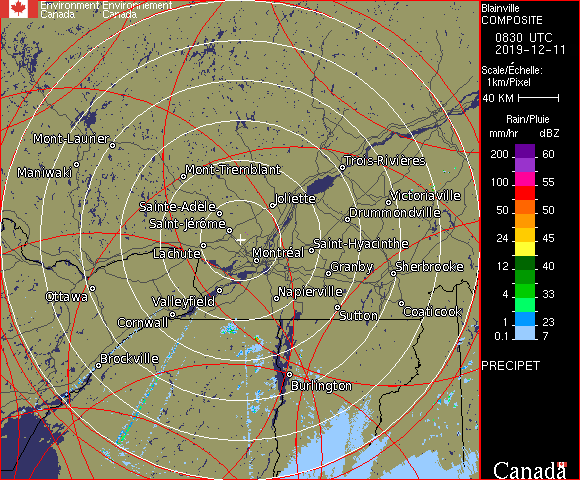 Environment Environnement
Canada Canada
Blainville
COMPOSITE
0830 UTC
2019-12-11
Scale/Échelle:
1km/Pixel
40 KM
Rain/Pluie
mm/hr dBZ
200 60
150 57
100 55
50 50
24 45
12 40
4 33
1 23
0.1 7
PRECIPET
Mont-Laurier
Maniwaki
Mont-Tremblant
Trois-Rivières
Joliette
Victoriaville
Sainte-Adèle
Drummondville
Saint-Jérôme
Lachute
Montréal
Saint-Hyacinthe
Granby
Sherbrooke
Ottawa
Valleyfield
Napierville
Cornwall
Sutton
Coaticook
Brockville
Burlington
Canada